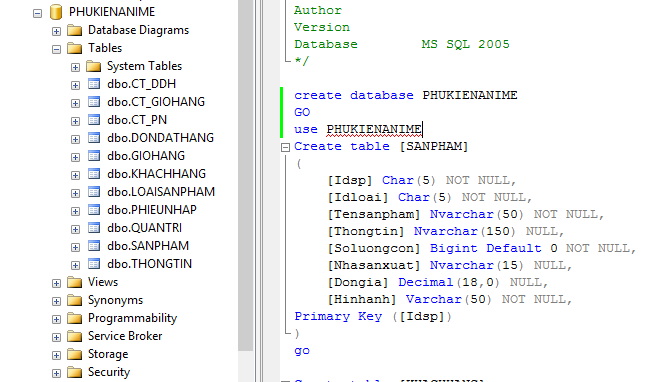 PHUKIENANIME
Database Diagrams
Tables
System Tables
dbo.CT_DDH
dbo.CT_GIOHANG
dbo.CT_PN
dbo.DONDATHANG
dbo.GIOHANG
dbo.KHACHHANG
dbo.LOAISANPHAM
dbo.PHIEUNHAP
dbo.QUANTRI
dbo.SANPHAM
dbo.THONGTIN
Views
Synonyms
Programmability
Service Broker
Storage
Security
Author
Version
Database MS SQL 2005
*/
create database PHUKIENANIME
GO
use PHUKIENANIME
Create table [SANPHAM]
(
[Idsp] Char(5) NOT NULL,
[Idloai] Char(5) NOT NULL,
[Tensanpham] Nvarchar(50) NOT NULL,
[Thongtin] Nvarchar(150) NULL,
[Soluongcon] Bigint Default 0 NOT NULL,
[Nhasanxuat] Nvarchar(15) NULL,
[Dongia] Decimal(18,0) NULL,
[Hinhanh] Varchar(50) NOT NULL,
Primary Key ([Idsp])
)
go